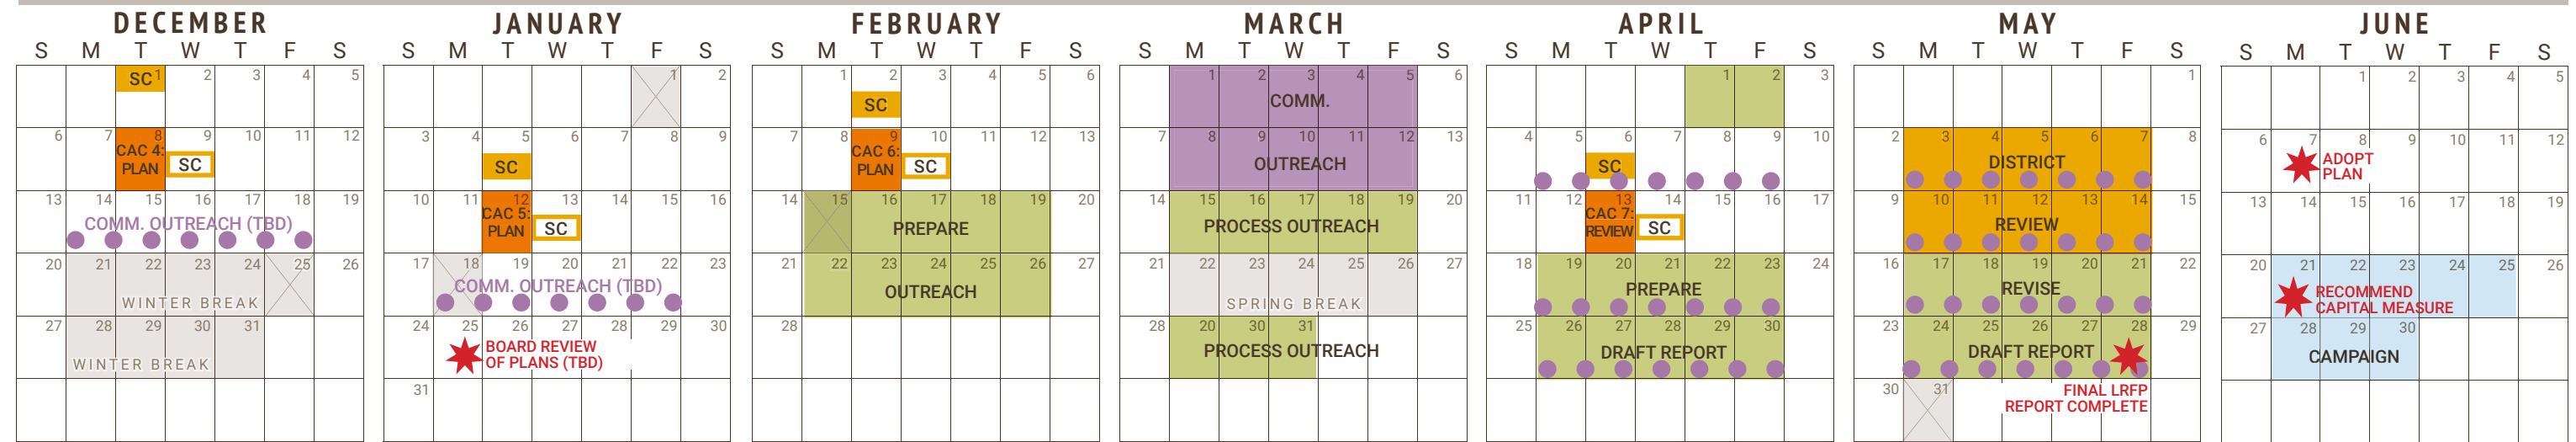 DECEMBER
S M T W T F S
SC 1 2 3 4 5
6 7 8 9 10 11 12
CAC 4:
PLAN
SC
13 14 15 16 17 18 19
COMM. OUTREACH (TBD)
20 21 22 23 24 25 26
WINTER BREAK
27 28 29 30 31
WINTER BREAK
JANUARY
S M T W T F S
1 2
3 4 5 6 7 8 9
SC
10 11 12 13 14 15 16
CAC 5:
PLAN
SC
17 18 19 20 21 22 23
COMM. OUTREACH (TBD)
24 25 26 27 28 29 30
BOARD REVIEW
OF PLANS (TBD)
31
FEBRUARY
S M T W T F S
1 2 3 4 5 6
SC
7 8 9 10 11 12 13
CAC 6:
PLAN
SC
14 15 16 17 18 19 20
PREPARE
21 22 23 24 25 26 27
OUTREACH
28
MARCH
S M T W T F S
1 2 3 4 5 6
COMM.
7 8 9 10 11 12 13
OUTREACH
14 15 16 17 18 19 20
PROCESS OUTREACH
21 22 23 24 25 26 27
SPRING BREAK
28 20 30 31
PROCESS OUTREACH
APRIL
S M T W T F S
1 2 3
4 5 6 7 8 9 10
SC
11 12 13 14 15 16 17
CAC 7:
REVIEW
SC
18 19 20 21 22 23 24
PREPARE
25 26 27 28 29 30
DRAFT REPORT
MAY
S M T W T F S
1
2 3 4 5 6 7 8
DISTRICT
9 10 11 12 13 14 15
REVIEW
16 17 18 19 20 21 22
REVISE
23 24 25 26 27 28 29
DRAFT REPORT
30 31
FINAL LRFP
REPORT COMPLETE
JUNE
S M T W T F S
1 2 3 4 5
6 7 8 9 10 11 12
ADOPT
PLAN
13 14 15 16 17 18 19
20 21 22 23 24 25 26
RECOMMEND
CAPITAL MEASURE
27 28 29 30
CAMPAIGN